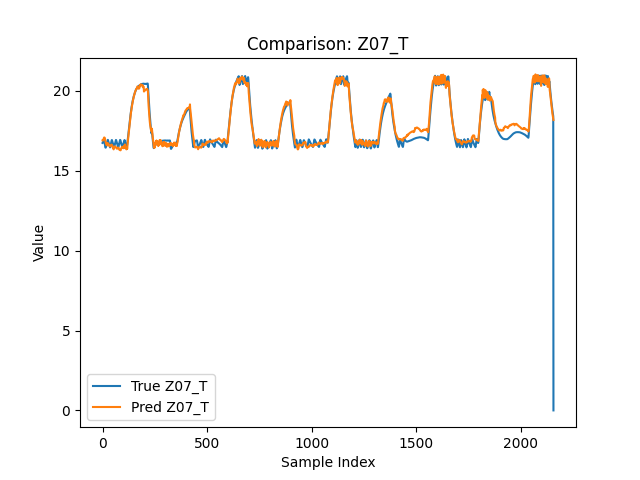 Comparison: Z07_T
20
15
10
5
0
Value
True Z07_T
Pred Z07_T
0 500 1000 1500 2000
Sample Index